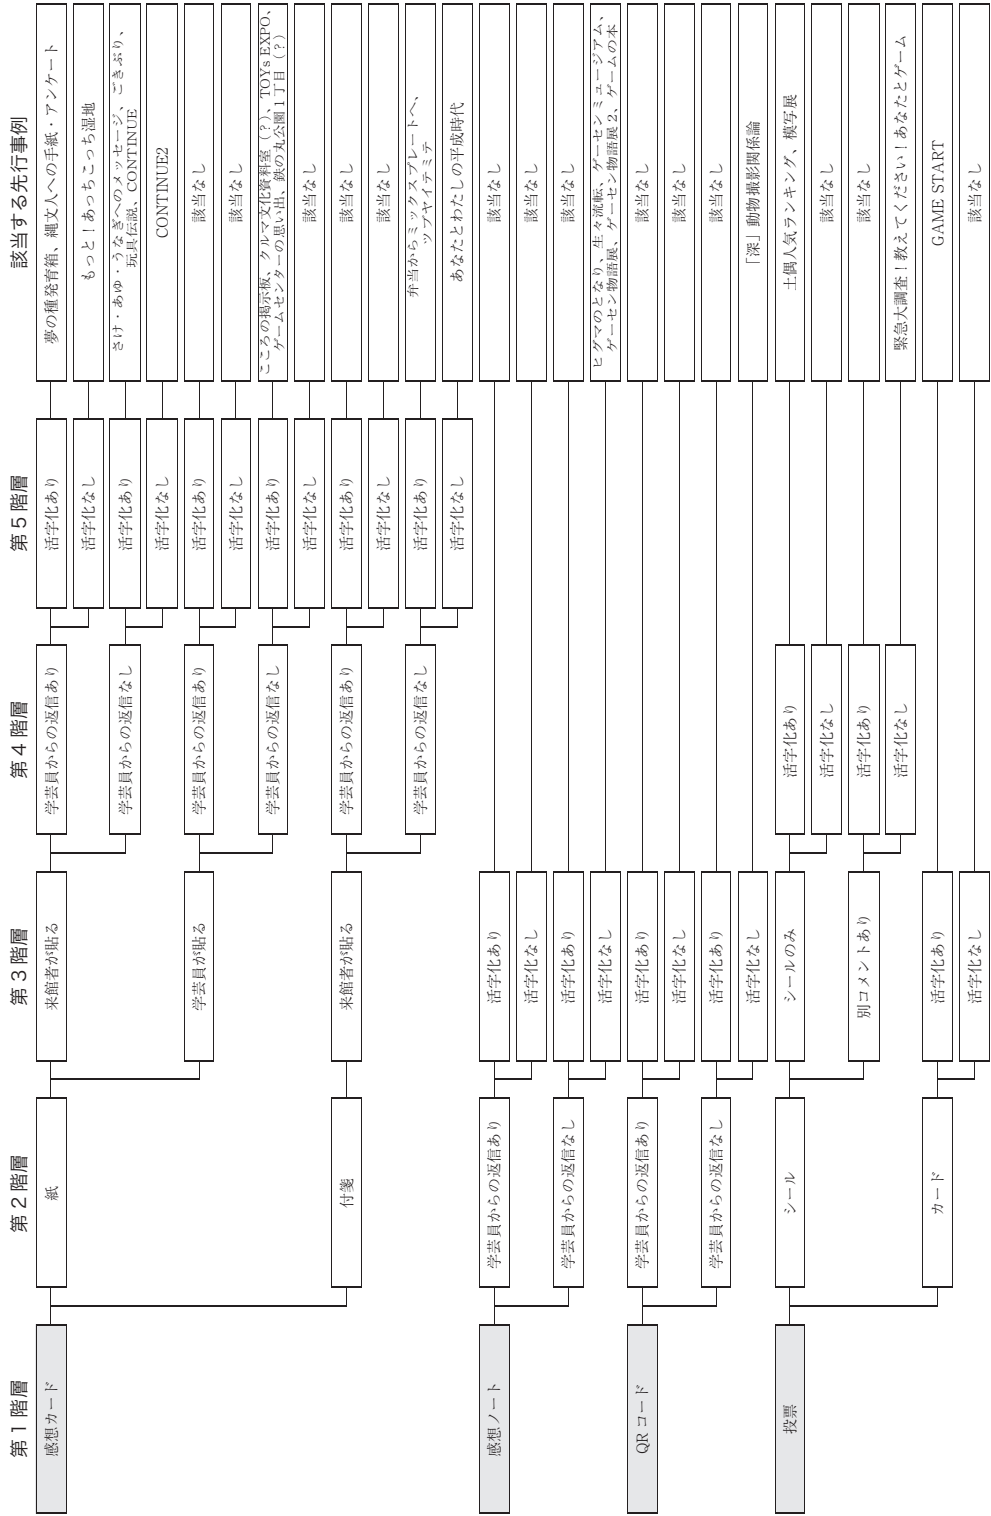 第1階層
第2階層
第3階層
第4階層
第5階層
該当する先行事例
感想カード
紙
来館者が貼る
学芸員からの返信あり
活字化あり
夢の種発育箱、縄文人への手紙・アンケート
活字化なし
もっと！あっちこっち湿地
学芸員からの返信なし
活字化あり
さけ・あゆ・うなぎへのメッセージ、ごきぶり、
玩具伝説、CONTINUE
活字化なし
CONTINUE2
学芸員が貼る
学芸員からの返信あり
活字化あり
該当なし
活字化なし
該当なし
学芸員からの返信なし
活字化あり
こころの掲示板、クルマ文化資料室（？）、TOYs EXPO、
ゲームセンターの思い出、鉄の丸公園1丁目（？）
活字化なし
該当なし
付箋
来館者が貼る
学芸員からの返信あり
活字化あり
該当なし
活字化なし
該当なし
学芸員からの返信なし
活字化あり
弁当からミックスプレートへ、
ツブヤイテミテ
活字化なし
あなたとわたしの平成時代
感想ノート
学芸員からの返信あり
活字化あり
該当なし
活字化なし
該当なし
学芸員からの返信なし
活字化あり
該当なし
活字化なし
ヒグマのとなり、生々流転、ゲーセンミュージアム、
ゲーセン物語展、ゲーセン物語展2、ゲームの本
QRコード
学芸員からの返信あり
活字化あり
該当なし
活字化なし
該当なし
学芸員からの返信なし
活字化あり
該当なし
活字化なし
「深」動物撮影関係論
投票
シール
シールのみ
活字化あり
土偶人気ランキング、模写展
活字化なし
該当なし
別コメントあり
活字化あり
該当なし
活字化なし
緊急大調査！教えてください！あなたとゲーム
カード
活字化あり
GAME START
活字化なし
該当なし